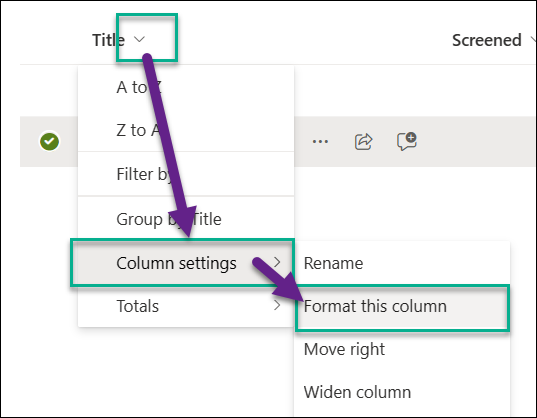 Title
Screened
A to Z
Z to A
Filter by
Group by Title
Column settings
Rename
Totals
Format this column
Move right
Widen column